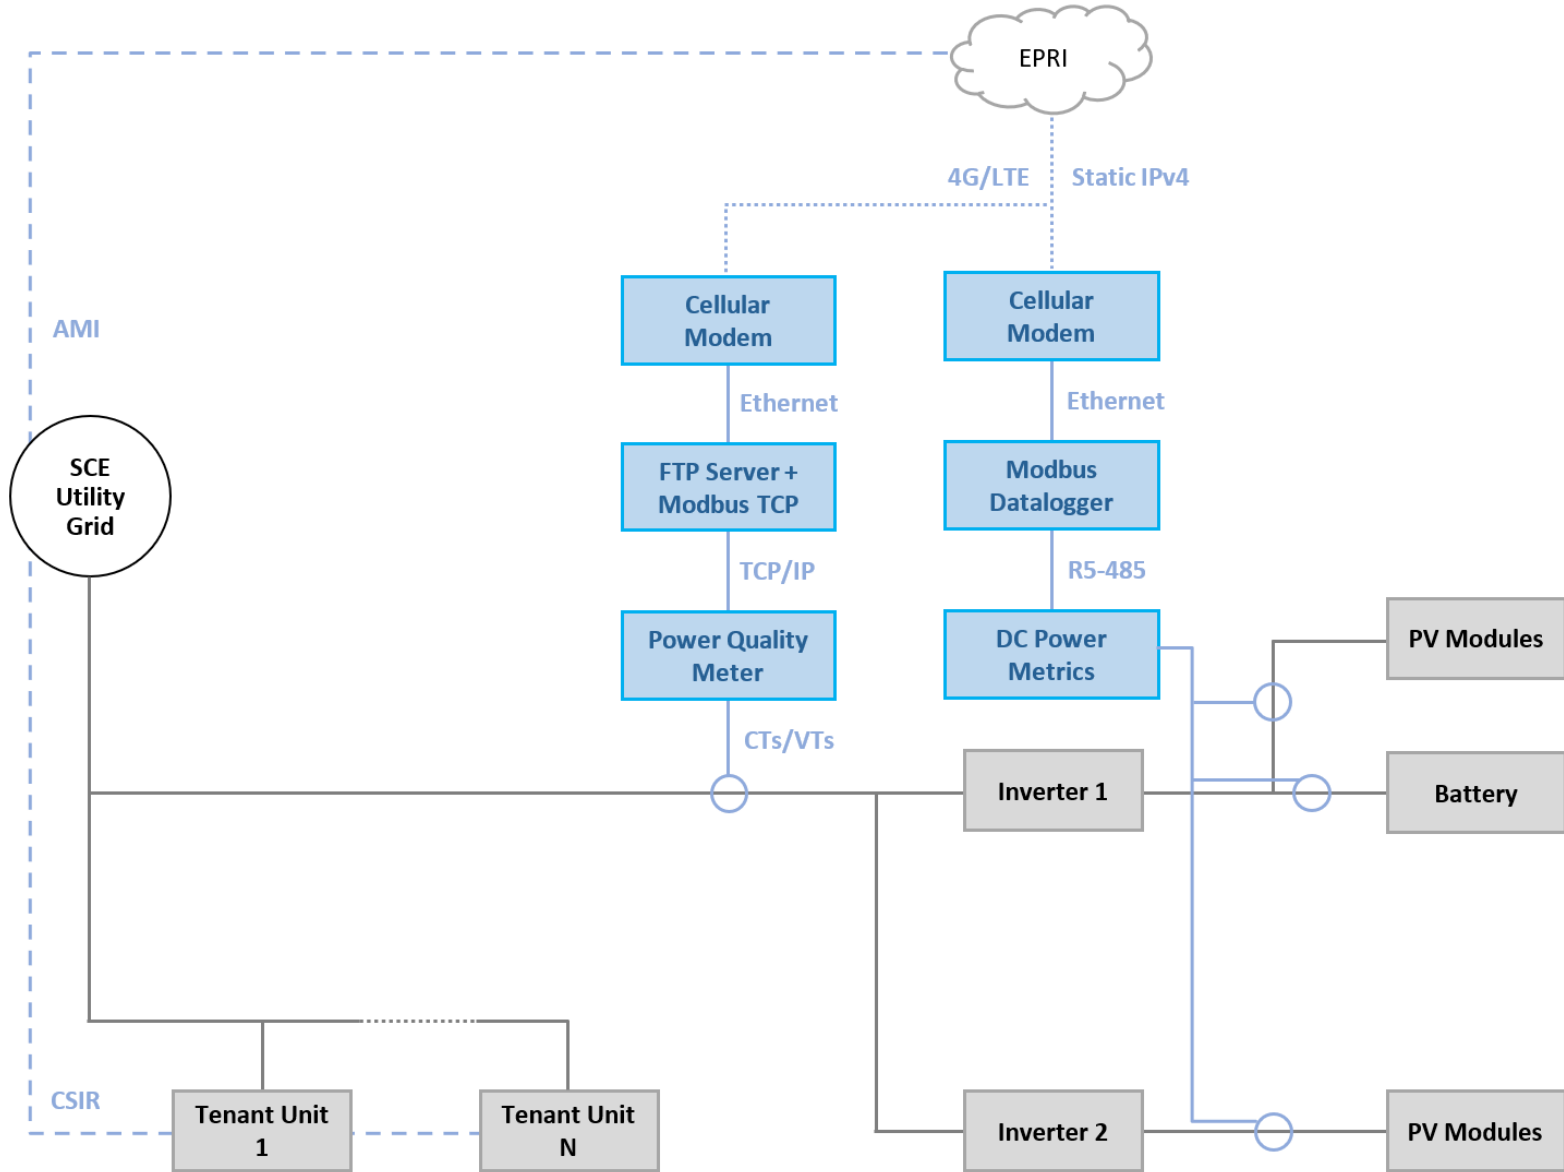 EPRI
4G/LTE
Static IPv4
Cellular
Modem
Cellular
Modem
AMI
Ethernet
Ethernet
SCE
Utility
Grid
FTP Server +
Modbus TCP
Modbus
Datalogger
TCP/IP
R5-485
Power Quality
Meter
DC Power
Metrics
PV Modules
CTs/VTs
Inverter 1
Battery
CSIR
Tenant Unit
1
Tenant Unit
N
Inverter 2
PV Modules